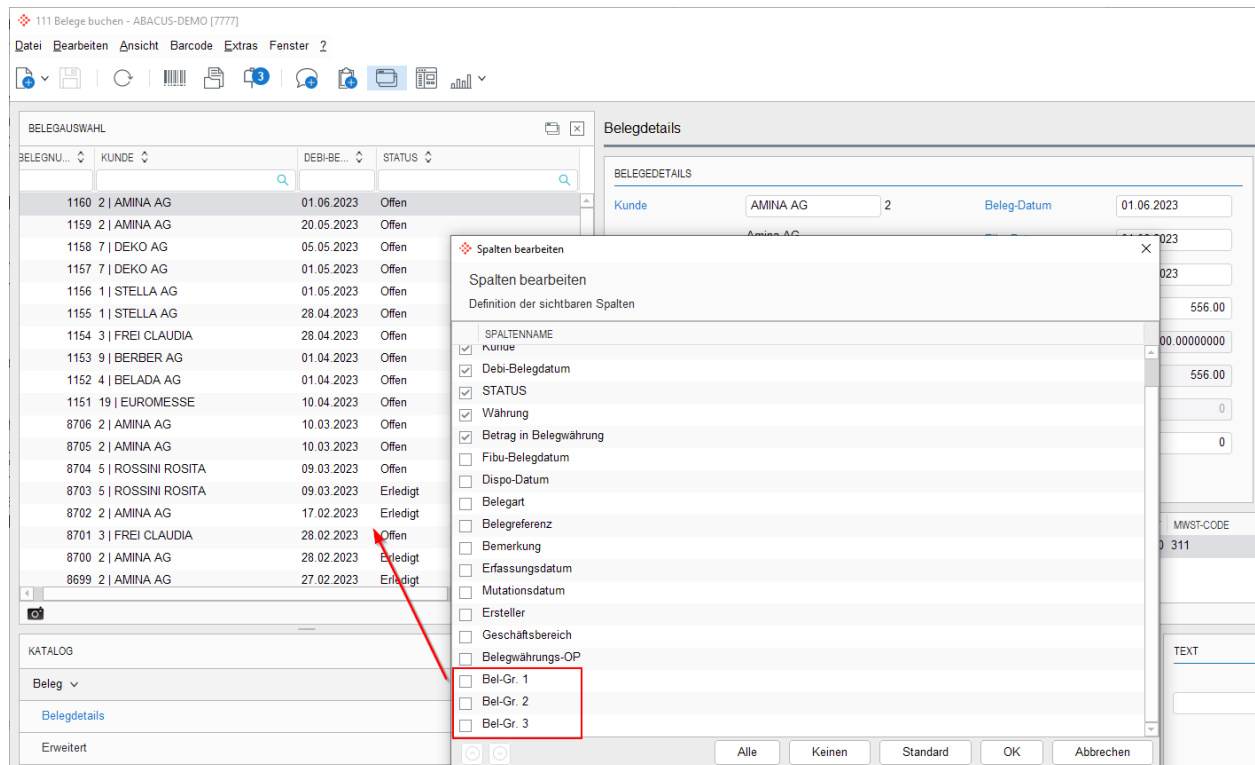 111 Belege buchen - ABACUS-DEMO [7777]
Datei Bearbeiten Ansicht Barcode Extras Fenster ?
3
BELEGAUSWAHL
BELEGNU... KUNDE DEBI-BE... STATUS
1160 2 | AMINA AG 01.06.2023 Offen
1159 2 | AMINA AG 20.05.2023 Offen
1158 7 | DEKO AG 05.05.2023 Offen
1157 7 | DEKO AG 01.05.2023 Offen
1156 1 | STELLA AG 01.05.2023 Offen
1155 1 | STELLA AG 28.04.2023 Offen
1154 3 | FREI CLAUDIA 28.04.2023 Offen
1153 9 | BERBER AG 01.04.2023 Offen
1152 4 | BELADA AG 01.04.2023 Offen
1151 19 | EUROMESSE 10.04.2023 Offen
8706 2 | AMINA AG 10.03.2023 Offen
8705 2 | AMINA AG 10.03.2023 Offen
8704 5 | ROSSINI ROSITA 09.03.2023 Offen
8703 5 | ROSSINI ROSITA 09.03.2023 Erledigt
8702 2 | AMINA AG 17.02.2023 Erledigt
8701 3 | FREI CLAUDIA 28.02.2023 Offen
8700 2 | AMINA AG 28.02.2023 Erledigt
8699 2 | AMINA AG 27.02.2023 Erledigt
KATALOG
Beleg
Belegdetails
Erweitert
Belegdetails
BELEGEDETAILS
Kunde AMINA AG 2 Beleg-Datum 01.06.2023
Amina AG
023
023
556.00
00.00000000
556.00
0
0
MWST-CODE
0 311
TEXT
Spalten bearbeiten
Spalten bearbeiten
Definition der sichtbaren Spalten
SPALTENNAME
Kunde
Debi-Belegdatum
STATUS
Währung
Betrag in Belegwährung
Fibu-Belegdatum
Dispo-Datum
Belegart
Belegreferenz
Bemerkung
Erfassungsdatum
Mutationsdatum
Ersteller
Geschäftsbereich
Belegwährungs-OP
Bel-Gr. 1
Bel-Gr. 2
Bel-Gr. 3
Alle Keinen Standard OK Abbrechen